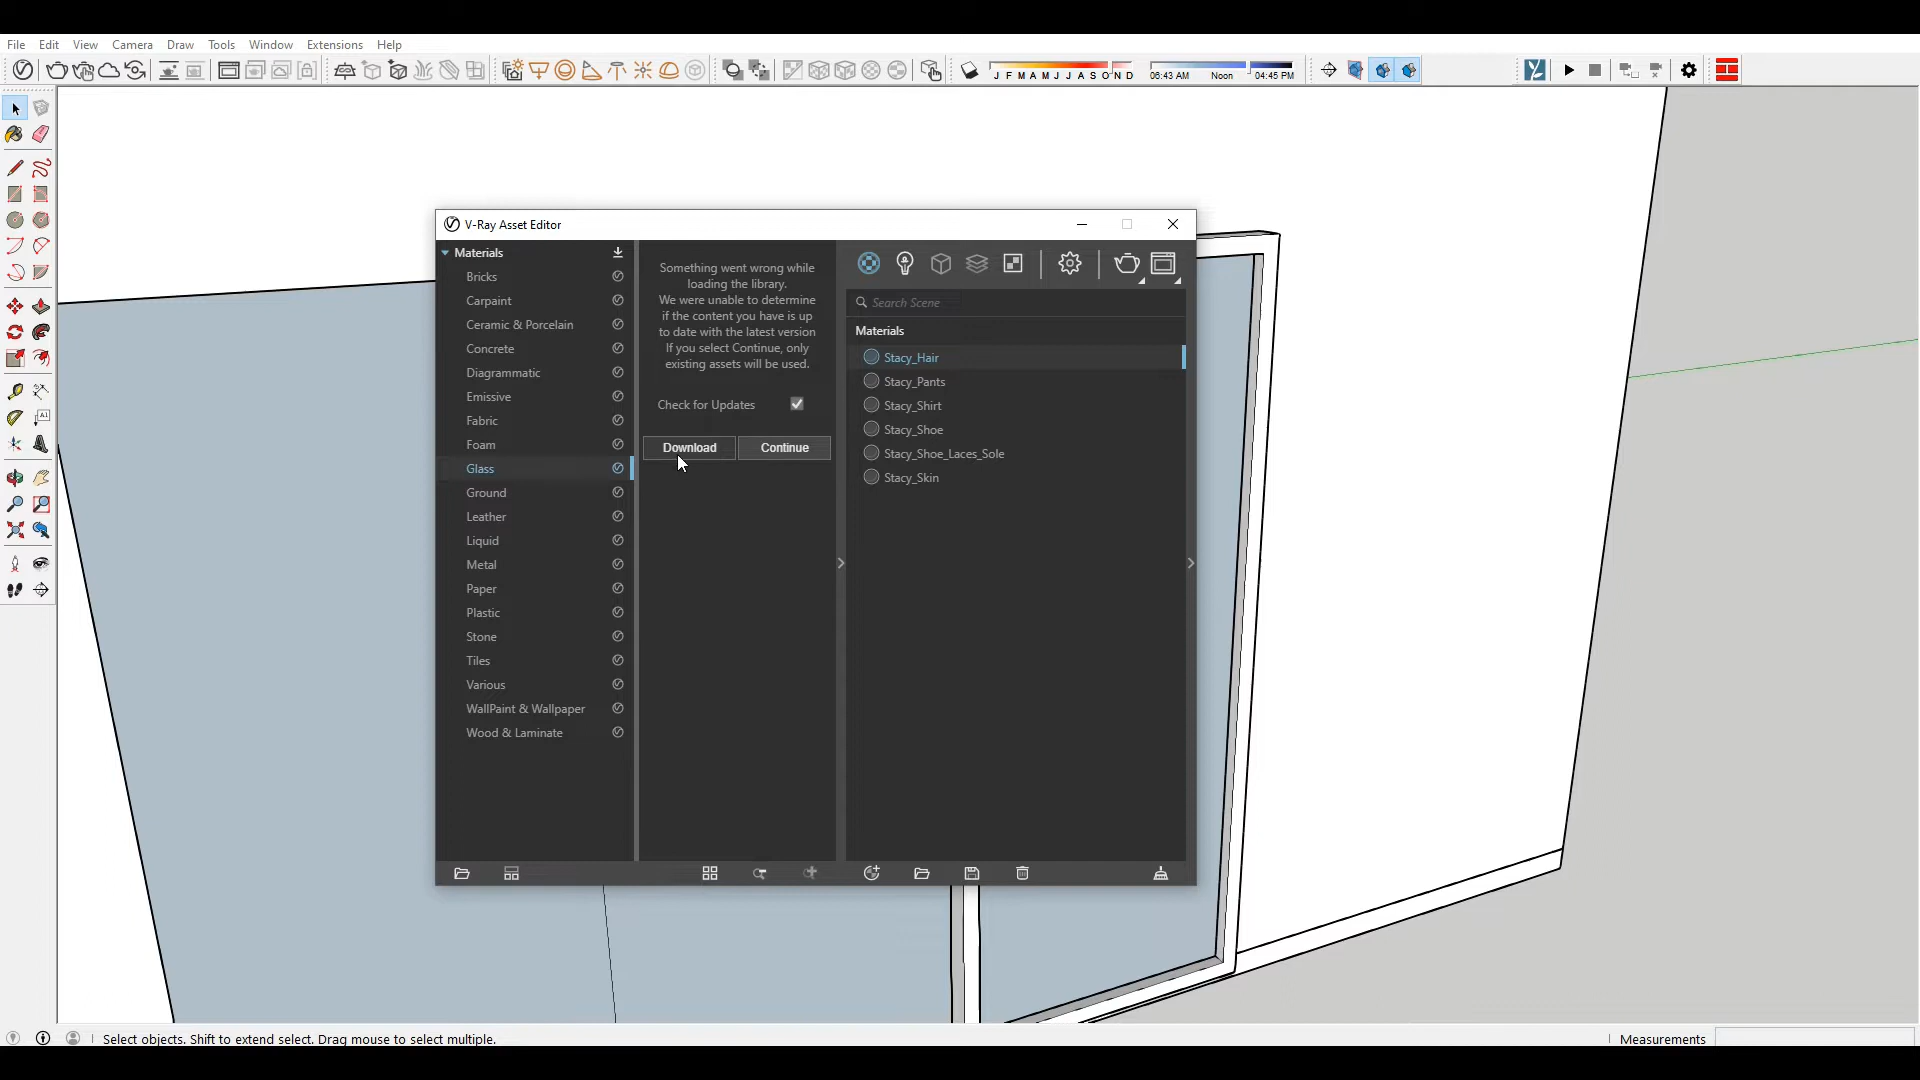 File Edit View Camera Draw Tools Window Extensions Help
J F M A M J J A S O N D 06:43 AM Noon 04:45 PM
V-Ray Asset Editor
Materials
Bricks
Carpaint
Ceramic & Porcelain
Concrete
Diagrammatic
Emissive
Fabric
Foam
Glass
Ground
Leather
Liquid
Metal
Paper
Plastic
Stone
Tiles
Various
WallPaint & Wallpaper
Wood & Laminate
Something went wrong while
loading the library.
We were unable to determine
if the content you have is up
to date with the latest version
If you select Continue, only
existing assets will be used.
Check for Updates
Download Continue
Search Scene
Materials
Stacy_Hair
Stacy_Pants
Stacy_Shirt
Stacy_Shoe
Stacy_Shoe_Laces_Sole
Stacy_Skin
Select objects. Shift to extend select. Drag mouse to select multiple.
Measurements